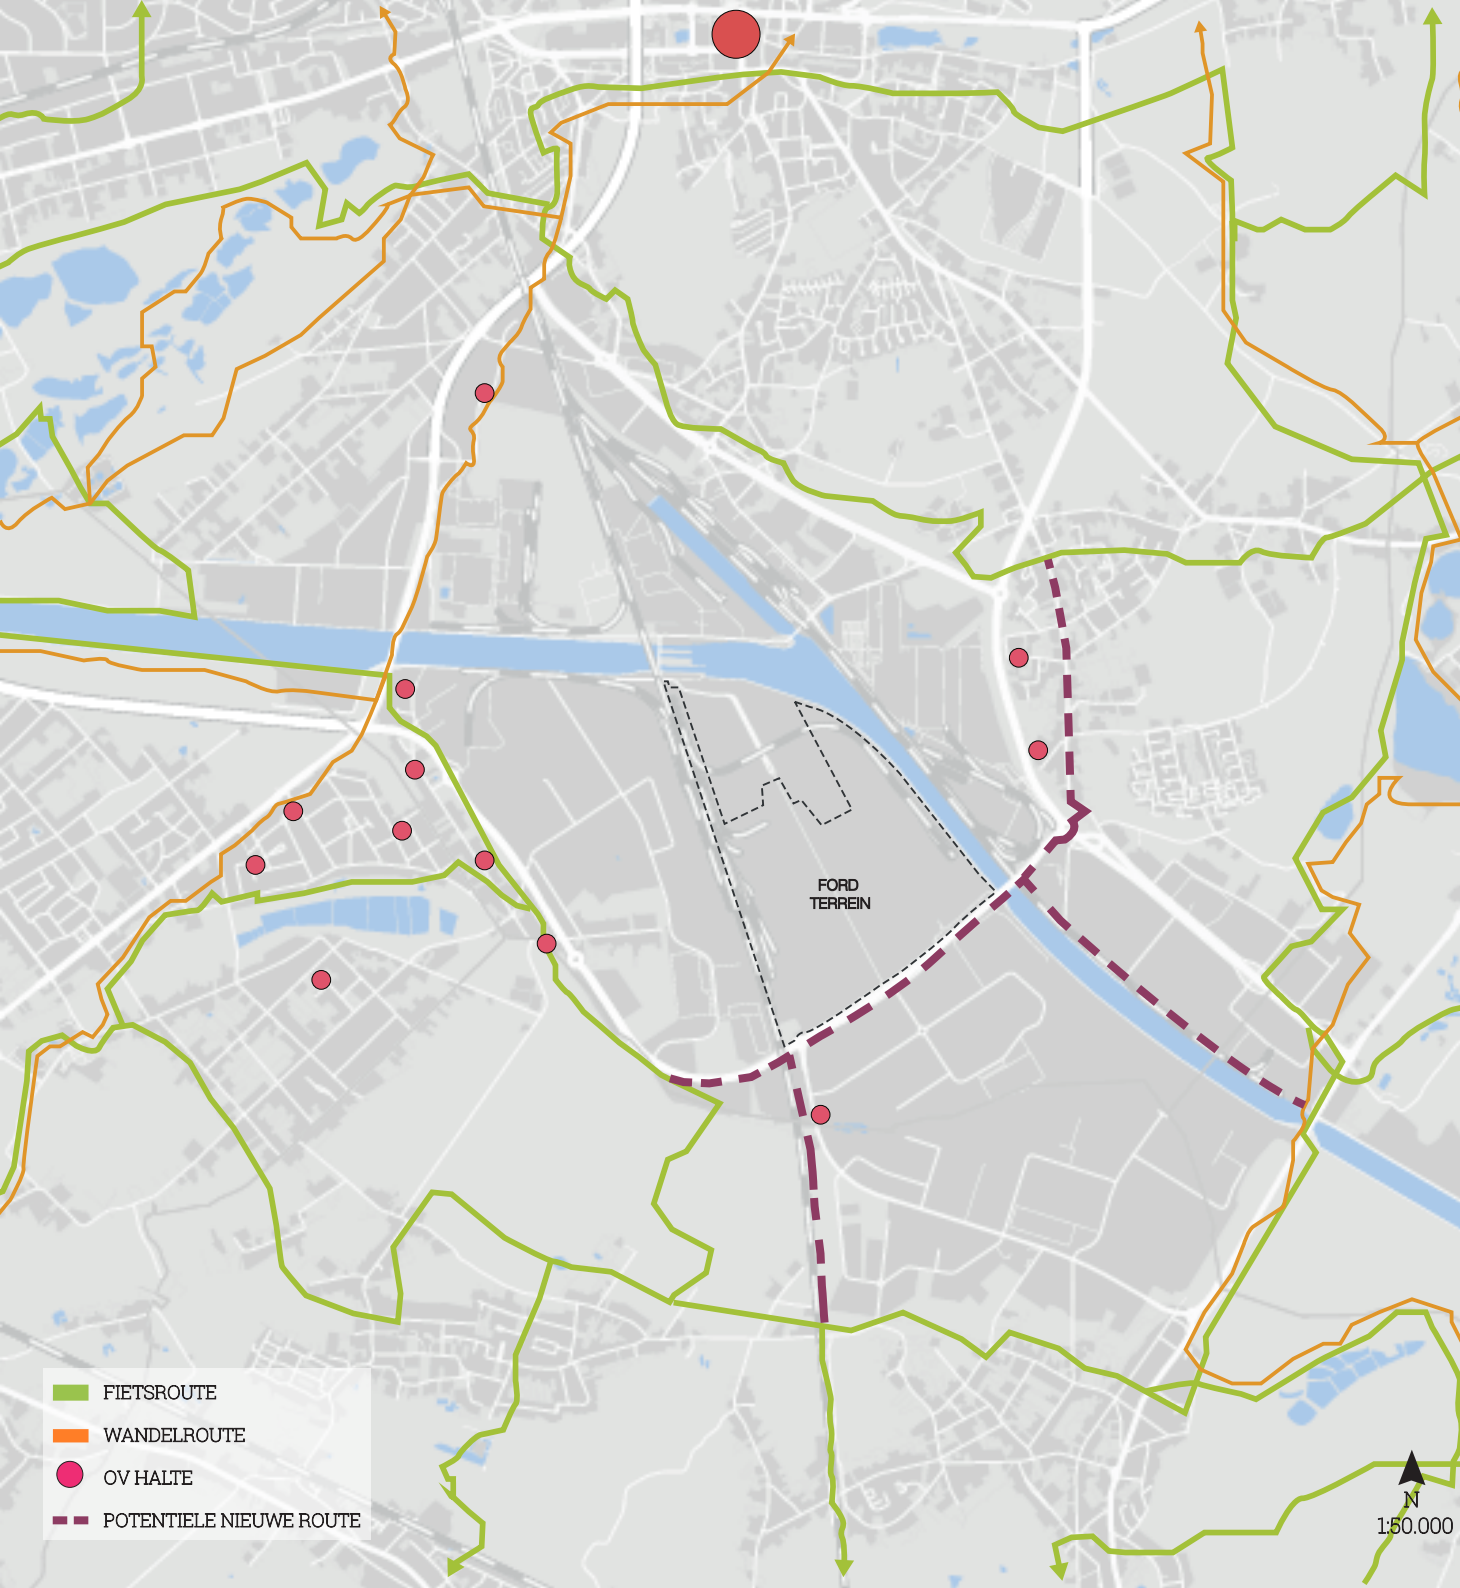 FORD
TERREIN
FIETSROUTE
WANDELROUTE
OV HALTE
POTENTIELE NIEUWE ROUTE
N
1:50.000